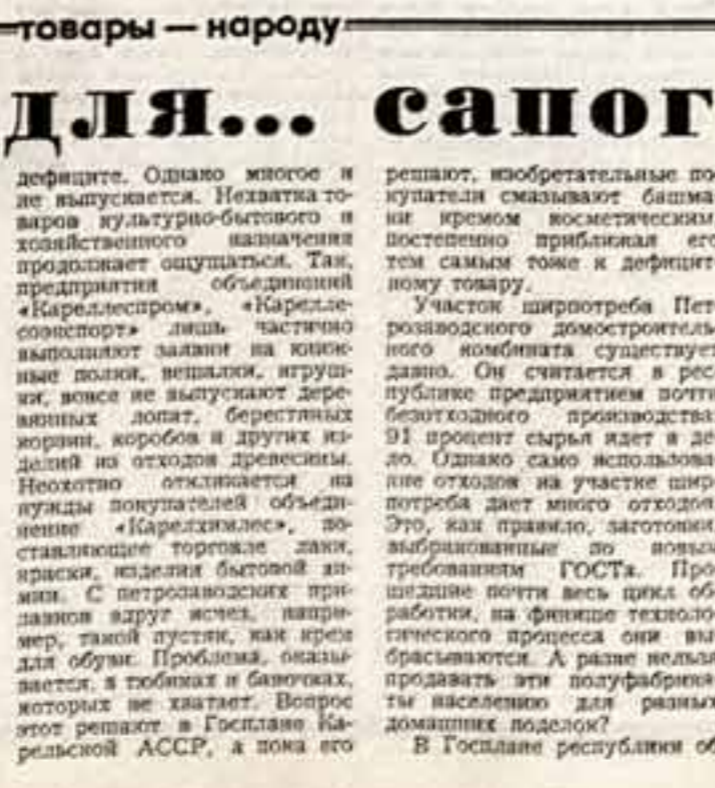 товары — народу
для... сапог
дефиците. Однако многое и
не выпускается. Нехватка то-
варов культурно-бытового и
хозяйственного назначения
продолжает ощущаться. Так,
предприятия объединений
«Кареллеспром», «Карелле-
соэкспорт» лишь частично
выполняют задания на книж-
ные полки, вешалки, игруш-
ки, вовсе не выпускают дере-
вянных лопат, берестяных
корзин, коробов и других из-
делий из отходов древесины.
Неохотно откликается на
нужды покупателей объеди-
нение «Карелхимлес», по-
ставляющее торговле лаки,
краски, изделия бытовой хи-
мии. С петрозаводских при-
лавков вдруг исчез, напри-
мер, такой пустяк, как крем
для обуви. Проблема, оказы-
вается, в тюбиках и баночках,
которых не хватает. Вопрос
этот решают в Госплане Ка-
рельской АССР, а пока его
решают, изобретательные по-
купатели смазывают башма-
ки кремом косметическим
постепенно приближая его
тем самым тоже к дефицит-
ному товару.
Участок ширпотреба Пет-
розаводского домостроитель-
ного комбината существует
давно. Он считается в рес-
публике предприятием почти
безотходного производства:
91 процент сырья идет в де-
ло. Однако само использова-
ние отходов на участке шир-
потреба дает много отходов.
Это, как правило, заготовки,
выбракованные по новым
требованиям ГОСТа. Про-
шедшие почти весь цикл об-
работки, на финише техноло-
гического процесса они вы-
брасываются. А разве нельзя
продавать эти полуфабрика-
ты населению для разных
домашних поделок?
В Госплане республики об